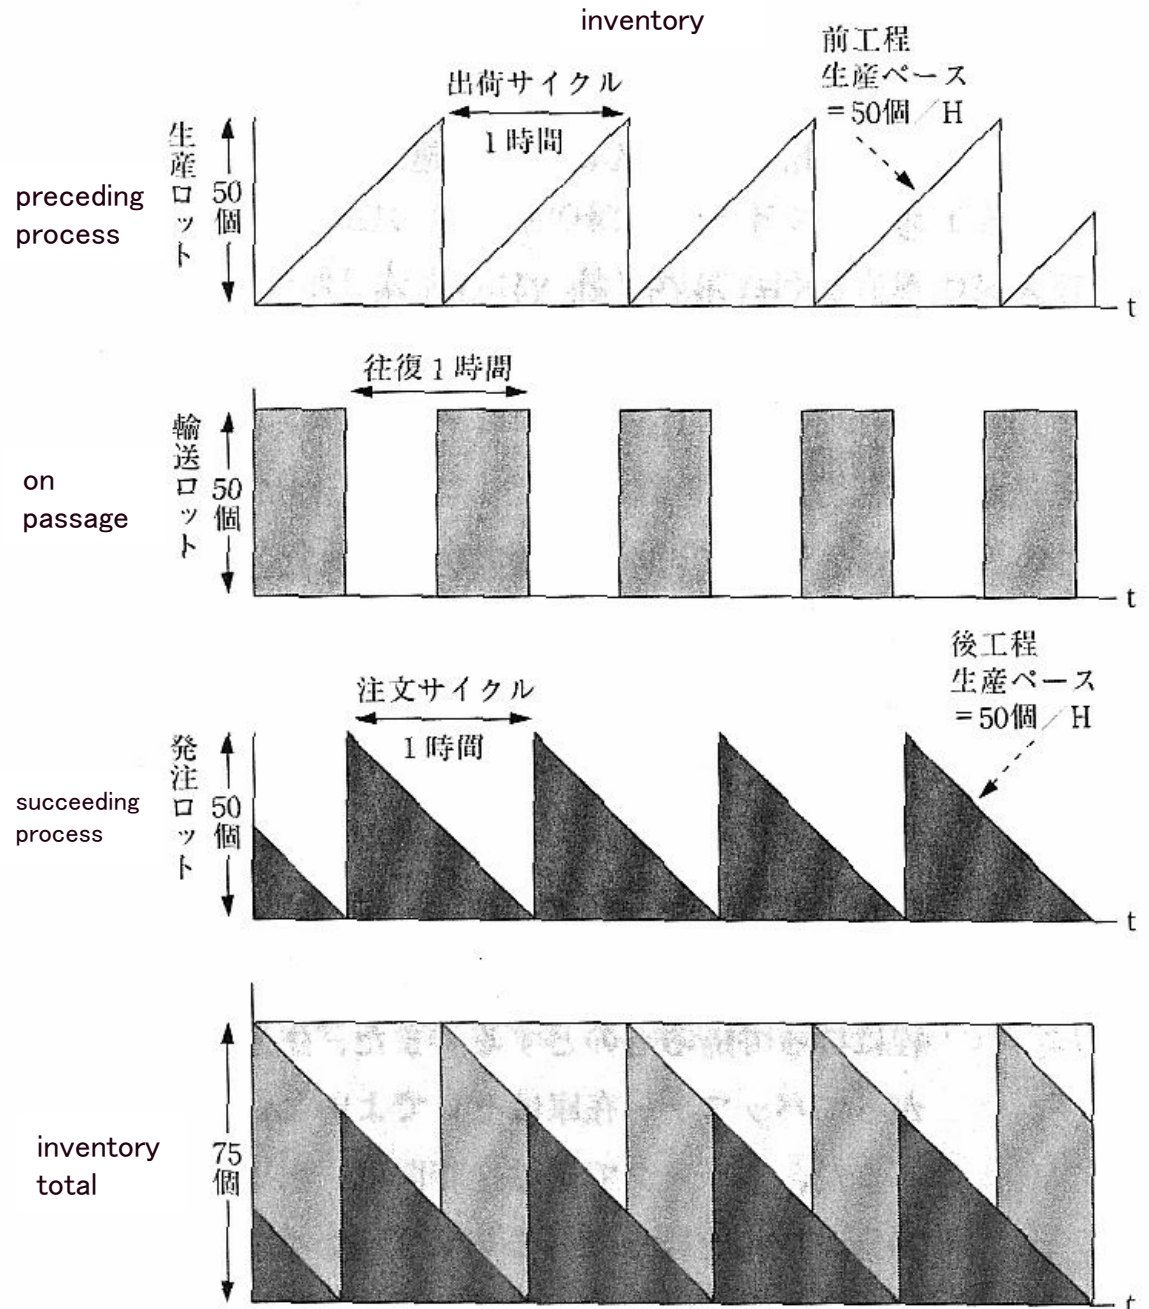 inventory
前工程
生産ペース
=50個／H
出荷サイクル
1時間
生産ロット
50個
preceding
process
t
往復1時間
輸送ロット
50個
on
passage
t
後工程
生産ペース
=50個／H
注文サイクル
1時間
発注ロット
50個
succeeding
process
t
75個
inventory
total
t